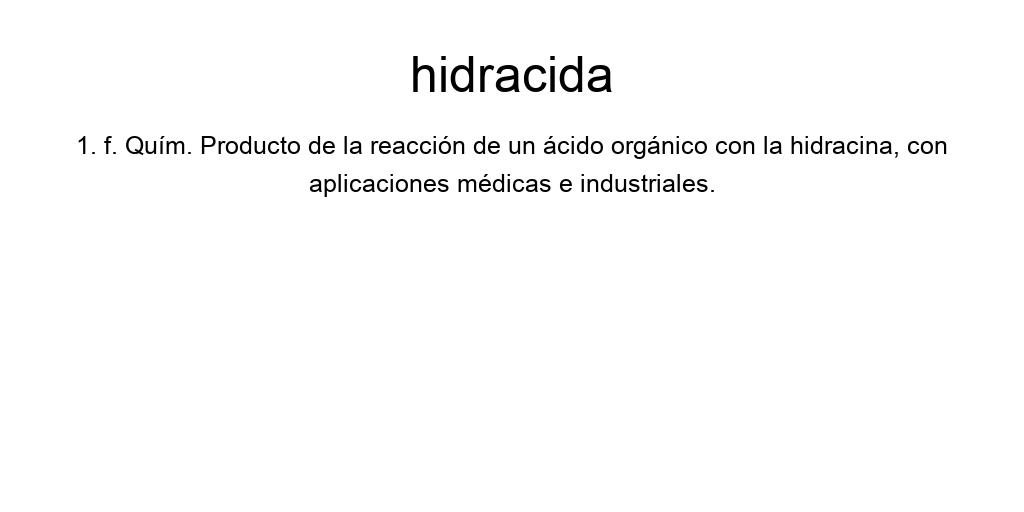 hidracida
1. f. Quím. Producto de la reacción de un ácido orgánico con la hidracina, con
aplicaciones médicas e industriales.